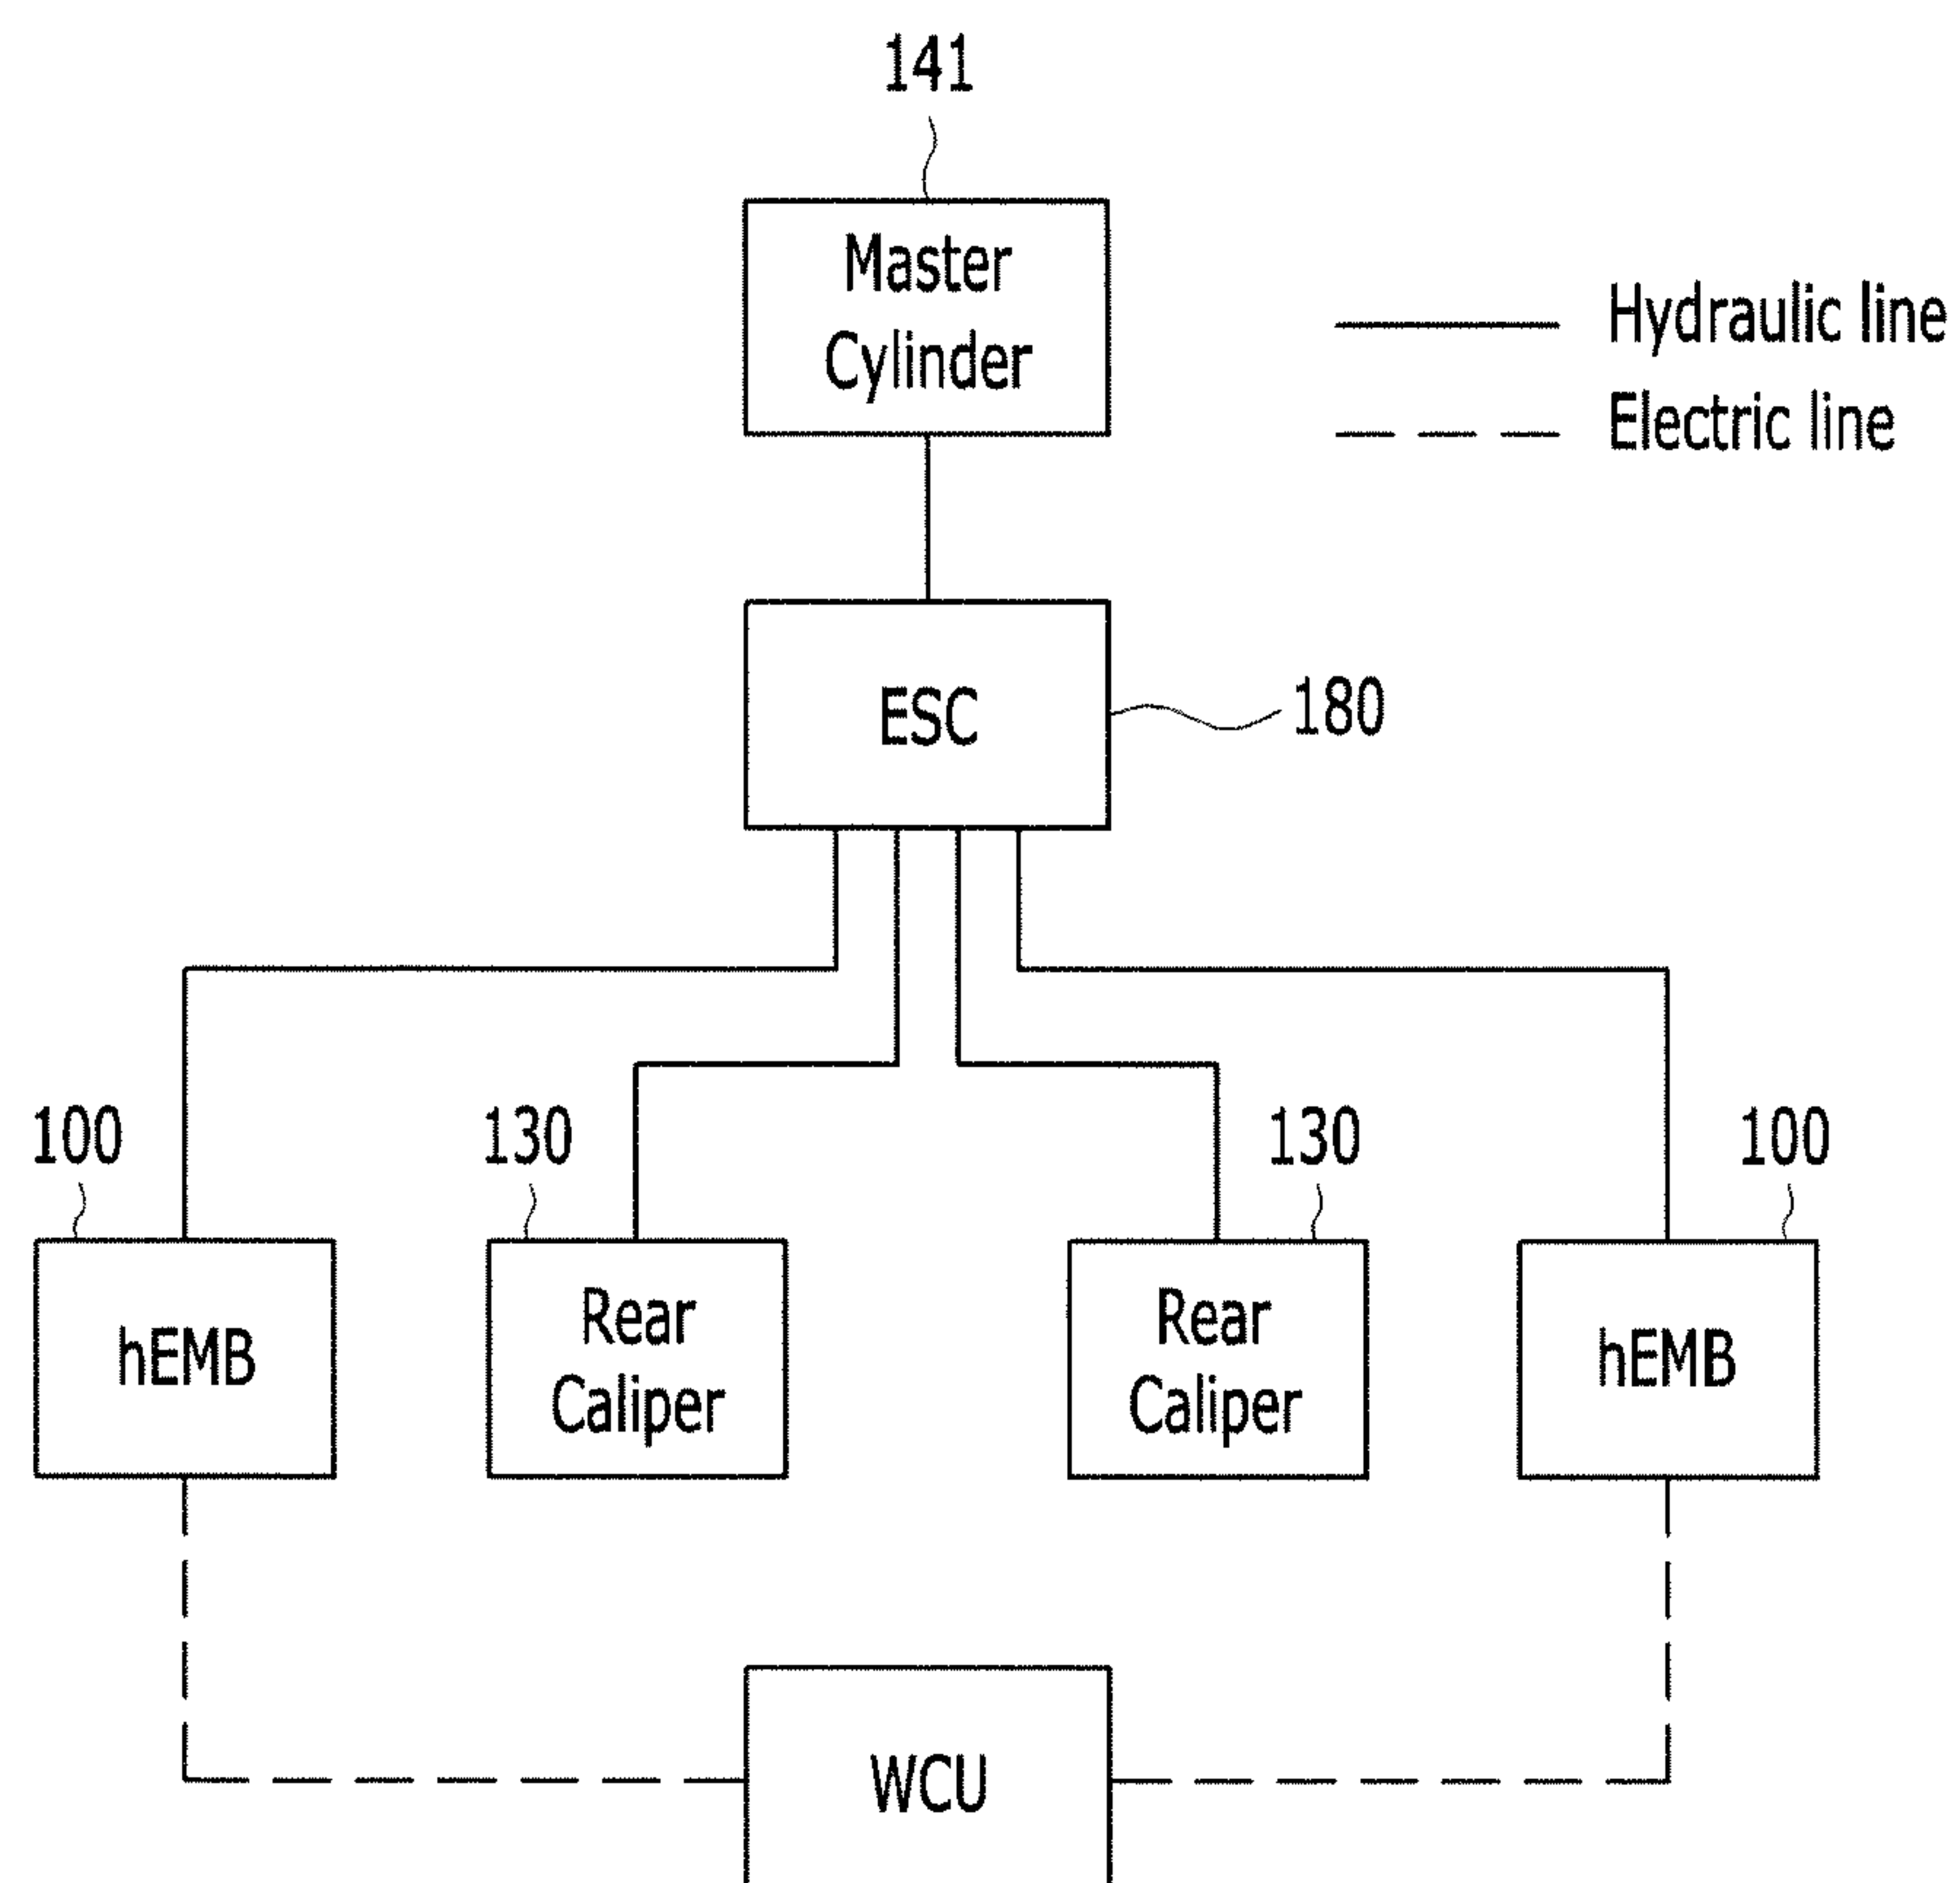 141
Master
Cylinder
Hydraulic line
Electric line
ESC
180
100
130
130
100
hEMB
Rear
Caliper
Rear
Caliper
hEMB
WCU